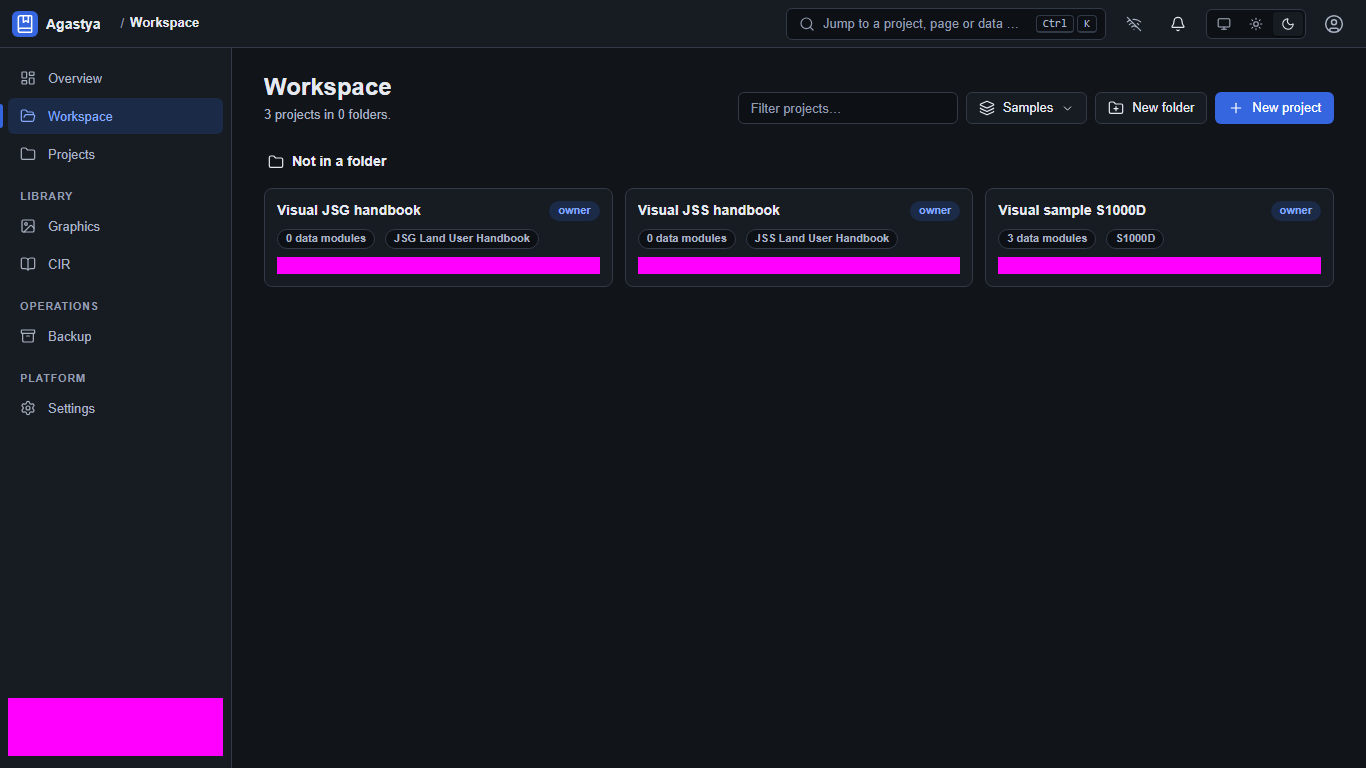 Agastya / Workspace
Jump to a project, page or data … Ctrl K
Overview
Workspace
Projects
LIBRARY
Graphics
CIR
OPERATIONS
Backup
PLATFORM
Settings
Workspace
3 projects in 0 folders.
Filter projects…
Samples
New folder
New project
Not in a folder
Visual JSG handbook owner
0 data modules JSG Land User Handbook
Visual JSS handbook owner
0 data modules JSS Land User Handbook
Visual sample S1000D owner
3 data modules S1000D